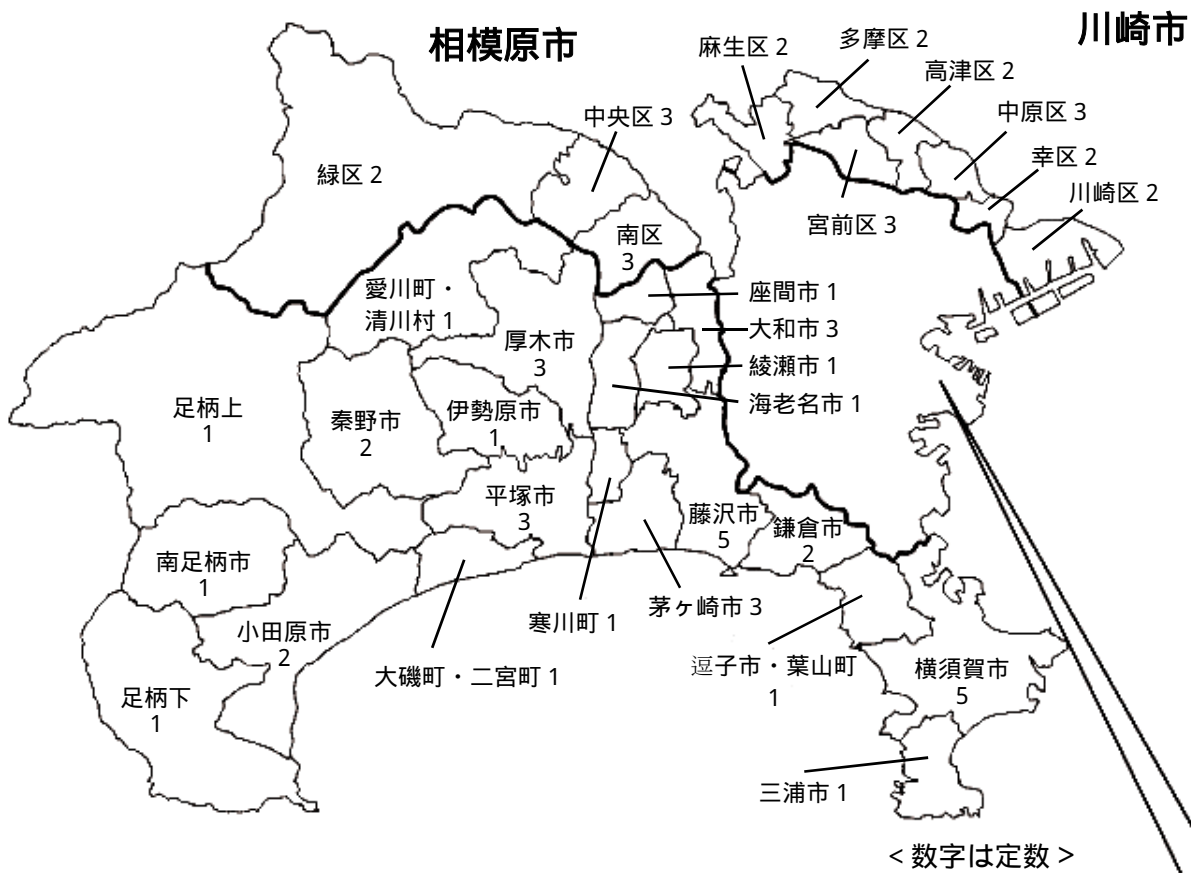 相模原市
川崎市
麻生区 2
多摩区 2
高津区 2
中原区 3
幸区 2
川崎区 2
宮前区 3
中央区 3
緑区 2
南区
3
愛川町・
清川村 1
座間市 1
大和市 3
綾瀬市 1
海老名市 1
厚木市
3
足柄上
1
秦野市
2
伊勢原市
1
平塚市
3
藤沢市
5
鎌倉市
2
南足柄市
1
小田原市
2
寒川町 1
茅ヶ崎市 3
大磯町・二宮町 1
逗子市・葉山町
1
横須賀市
5
足柄下
1
三浦市 1
<数字は定数>